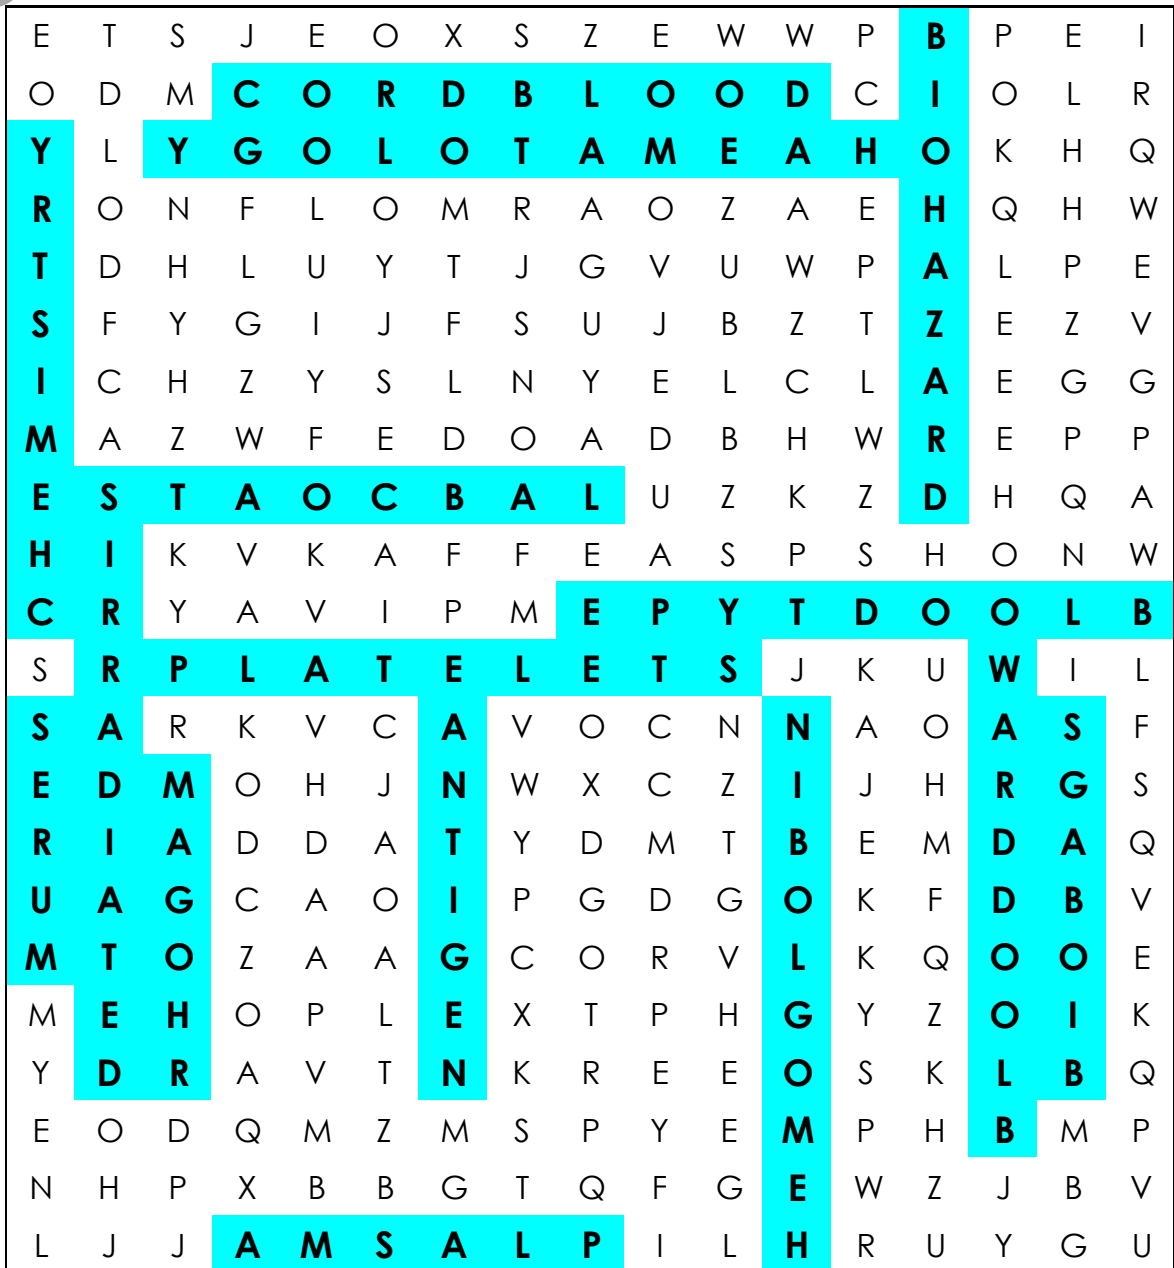 E T S J E O X S Z E W W P B P E I
O D M C O R D B L O O D C I O L R
Y L Y G O L O T A M E A H O K H Q
R O N F L O M R A O Z A E H Q H W
T D H L U Y T J G V U W P A L P E
S F Y G I J F S U J B Z T Z E Z V
I C H Z Y S L N Y E L C L A E G G
M A Z W F E D O A D B H W R E P P
E S T A O C B A L U Z K Z D H Q A
H I K V K A F F E A S P S H O N W
C R Y A V I P M E P Y T D O O L B
S R P L A T E L E T S J K U W I L
S A R K V C A V O C N N A O A S F
E D M O H J N W X C Z I J H R G S
R I A D D A T Y D M T B E M D A Q
U A G C A O I P G D G O K F D B V
M T O Z A A G C O R V L K Q O O E
M E H O P L E X T P H G Y Z O I K
Y D R A V T N K R E E O S K L B Q
E O D Q M Z M S P Y E M P H B M P
N H P X B B G T Q F G E W Z J B V
L J J A M S A L P I L H R U Y G U